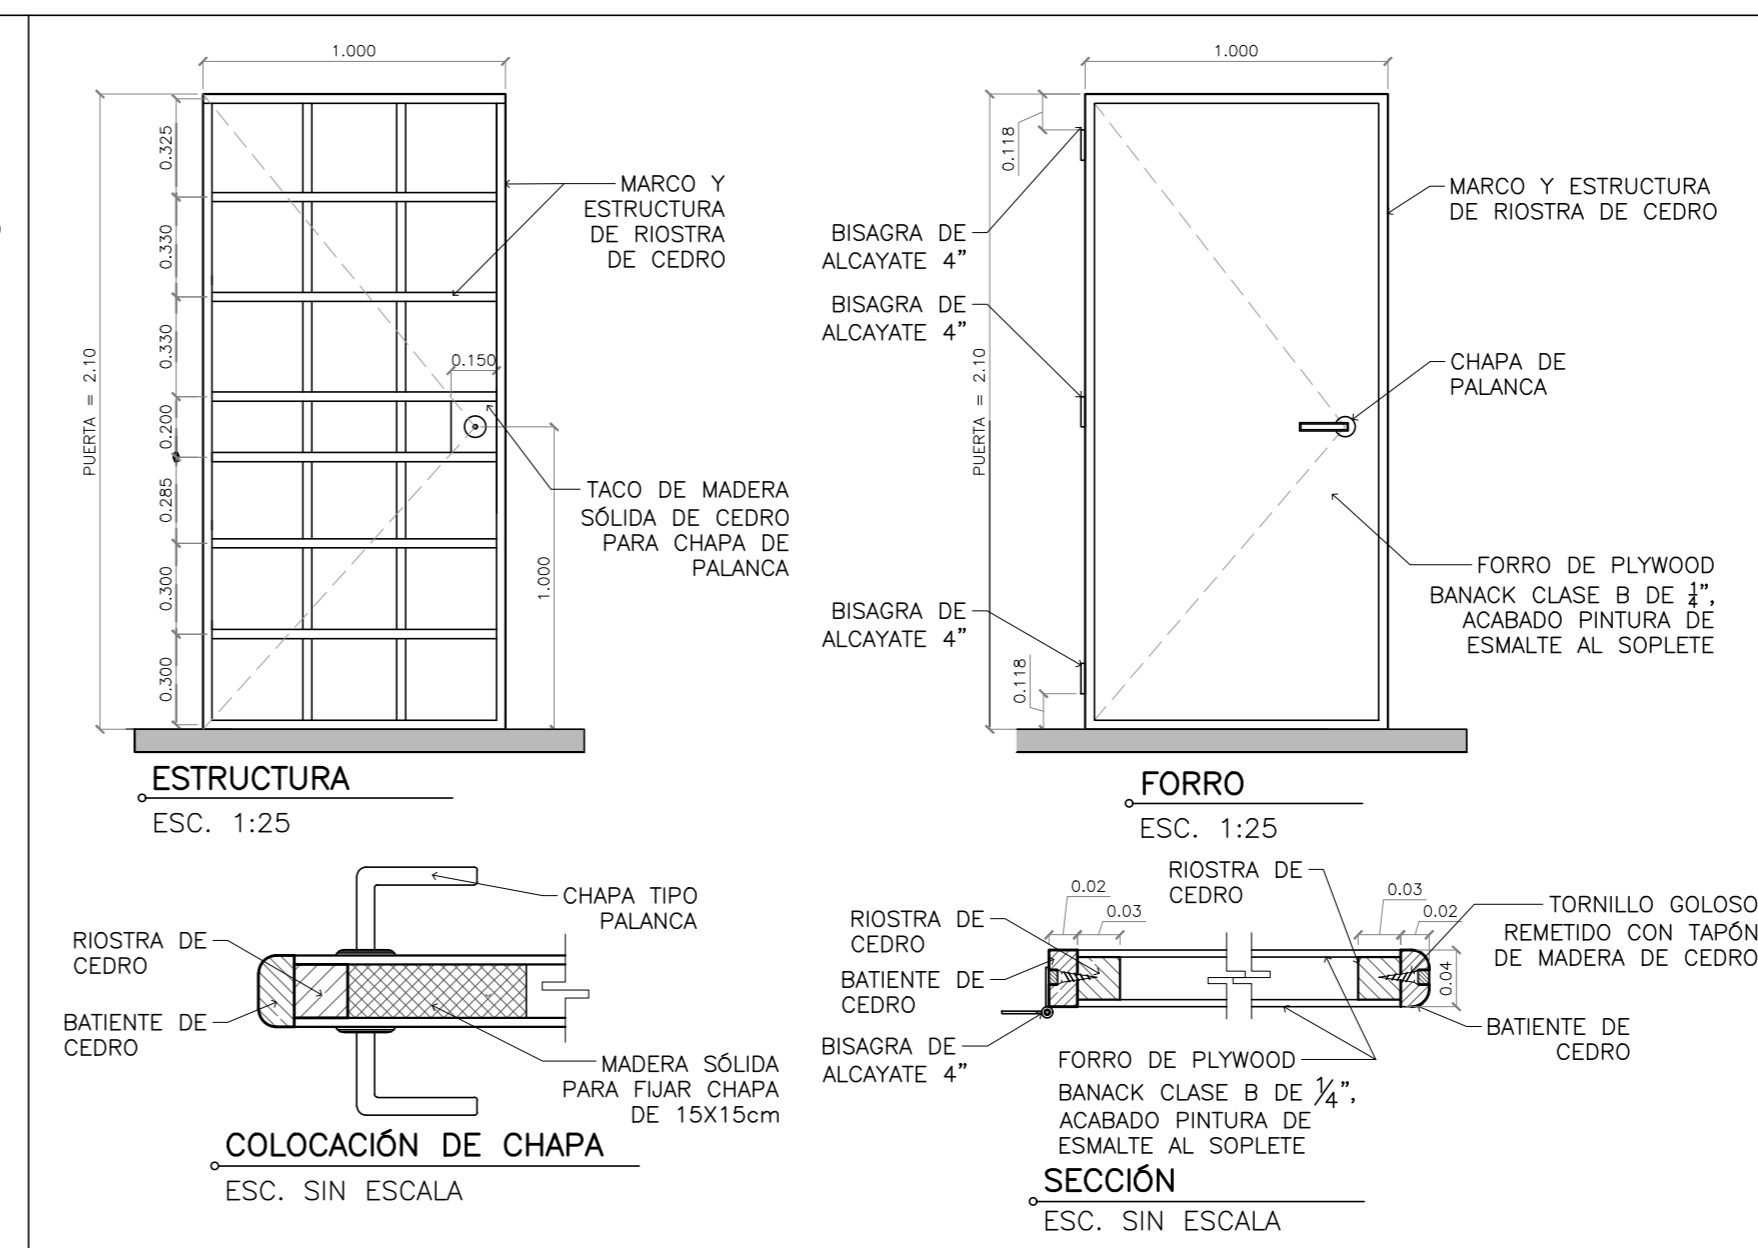 1.000
PUERTA = 2.10
0.325
0.330
0.330
0.200
0.285
0.300
0.300
0.150
1.000
MARCO Y
ESTRUCTURA
DE RIOSTRA
DE CEDRO
TACO DE MADERA
SÓLIDA DE CEDRO
PARA CHAPA DE
PALANCA
ESTRUCTURA
ESC. 1:25
1.000
PUERTA = 2.10
0.118
0.118
BISAGRA DE
ALCAYATE 4"
BISAGRA DE
ALCAYATE 4"
BISAGRA DE
ALCAYATE 4"
MARCO Y ESTRUCTURA
DE RIOSTRA DE CEDRO
CHAPA DE
PALANCA
FORRO DE PLYWOOD
BANACK CLASE B DE ¼",
ACABADO PINTURA DE
ESMALTE AL SOPLETE
FORRO
ESC. 1:25
CHAPA TIPO
PALANCA
RIOSTRA DE
CEDRO
BATIENTE DE
CEDRO
MADERA SÓLIDA
PARA FIJAR CHAPA
DE 15X15cm
COLOCACIÓN DE CHAPA
ESC. SIN ESCALA
RIOSTRA DE
CEDRO
0.02
0.03
0.03
0.02
0.04
RIOSTRA DE
CEDRO
BATIENTE DE
CEDRO
BISAGRA DE
ALCAYATE 4"
TORNILLO GOLOSO
REMETIDO CON TAPÓN
DE MADERA DE CEDRO
BATIENTE DE
CEDRO
FORRO DE PLYWOOD
BANACK CLASE B DE ¼",
ACABADO PINTURA DE
ESMALTE AL SOPLETE
SECCIÓN
ESC. SIN ESCALA